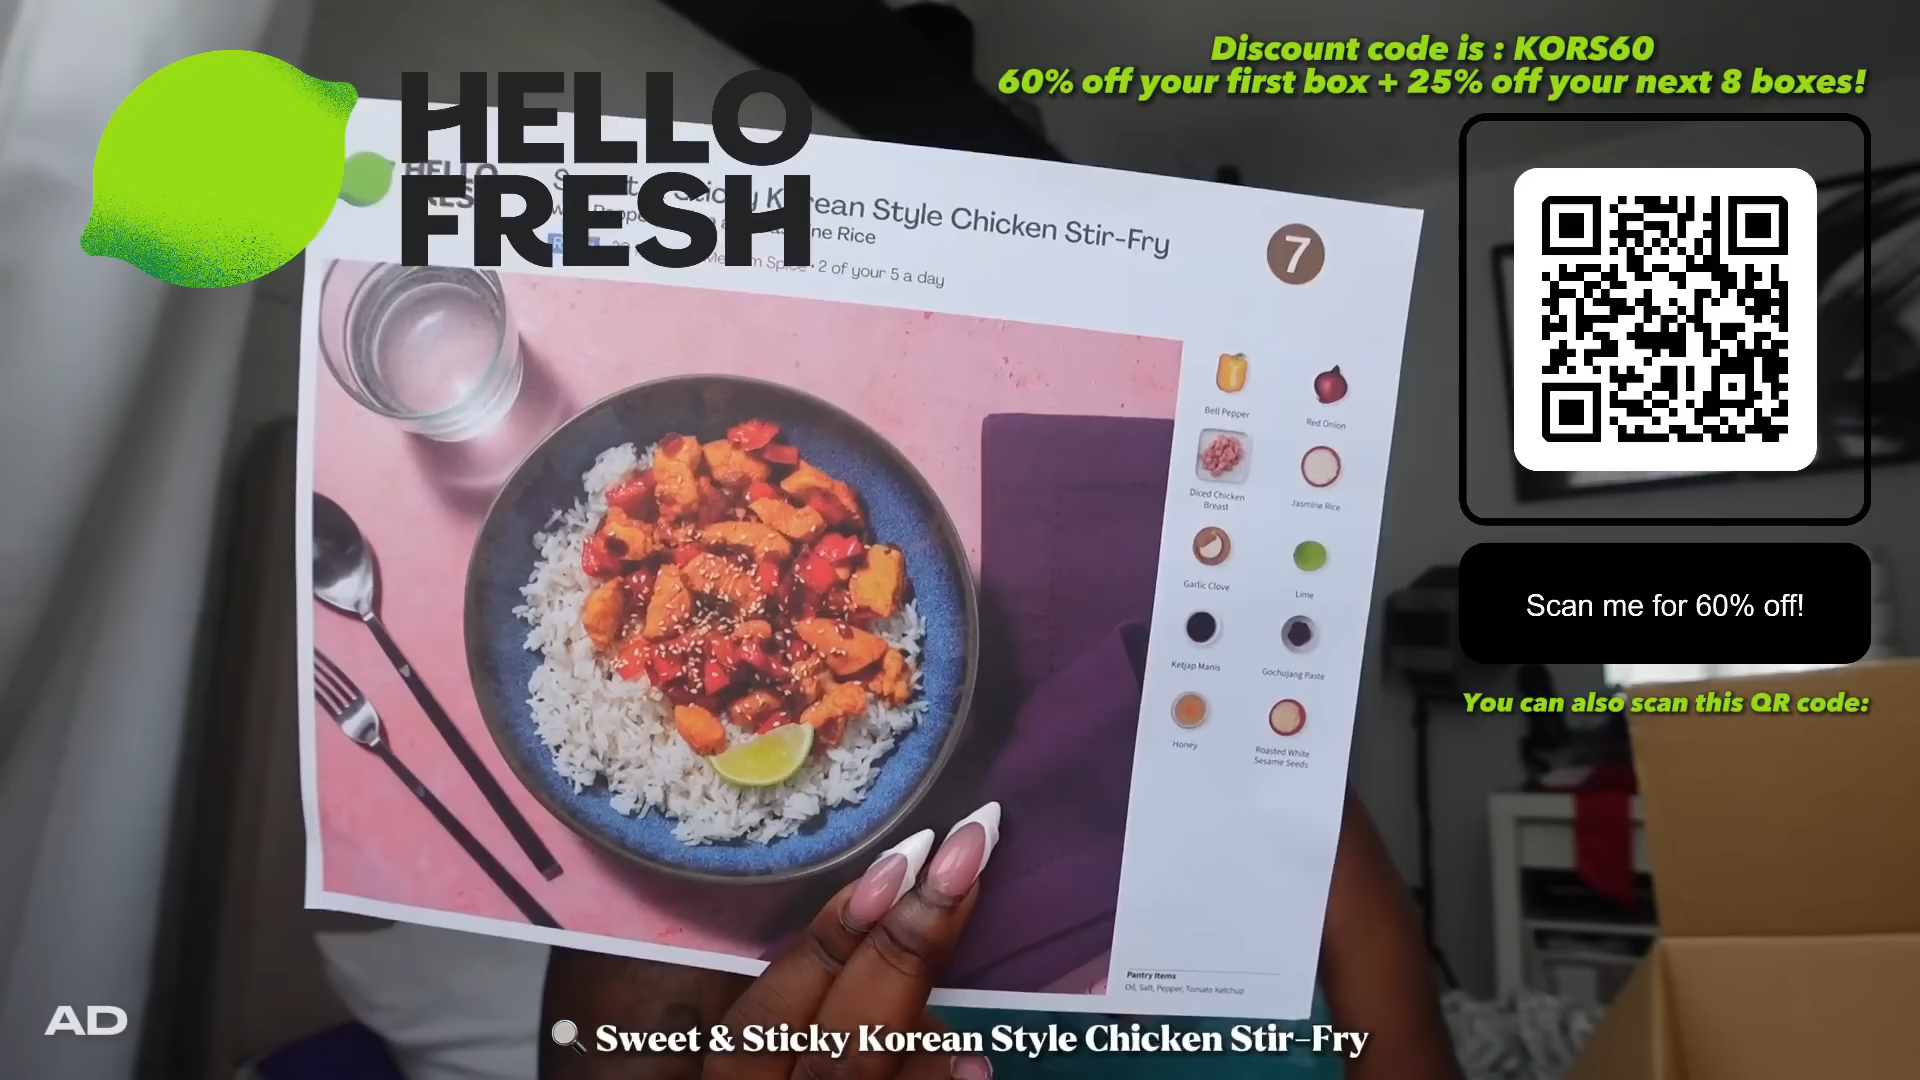 Discount code is : KORS60
60% off your first box + 25% off your next 8 boxes!
HELLO
FRESH
HELLO
Korean Style Chicken Stir-Fry
Rice
Spice • 2 of your 5 a day
7
Bell Pepper
Red Onion
Diced Chicken
Breast
Jasmine Rice
Garlic Clove
Lime
Ketjap Manis
Gochujang Paste
Honey
Roasted White
Sesame Seeds
Pantry Items
Oil, Salt, Pepper, Tomato Ketchup
Scan me for 60% off!
You can also scan this QR code:
AD
🔍 Sweet & Sticky Korean Style Chicken Stir-Fry